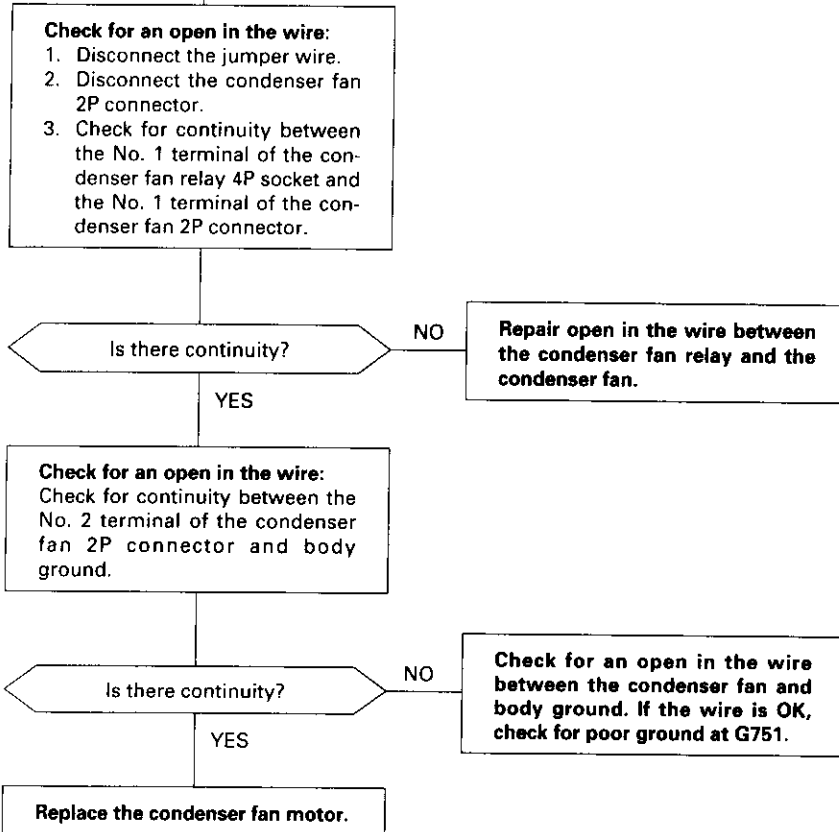 Check for an open in the wire:
1. Disconnect the jumper wire.
2. Disconnect the condenser fan
2P connector.
3. Check for continuity between
the No. 1 terminal of the con-
denser fan relay 4P socket and
the No. 1 terminal of the con-
denser fan 2P connector.
Is there continuity?
NO
Repair open in the wire between
the condenser fan relay and the
condenser fan.
YES
Check for an open in the wire:
Check for continuity between the
No. 2 terminal of the condenser
fan 2P connector and body
ground.
Is there continuity?
NO
Check for an open in the wire
between the condenser fan and
body ground. If the wire is OK,
check for poor ground at G751.
YES
Replace the condenser fan motor.